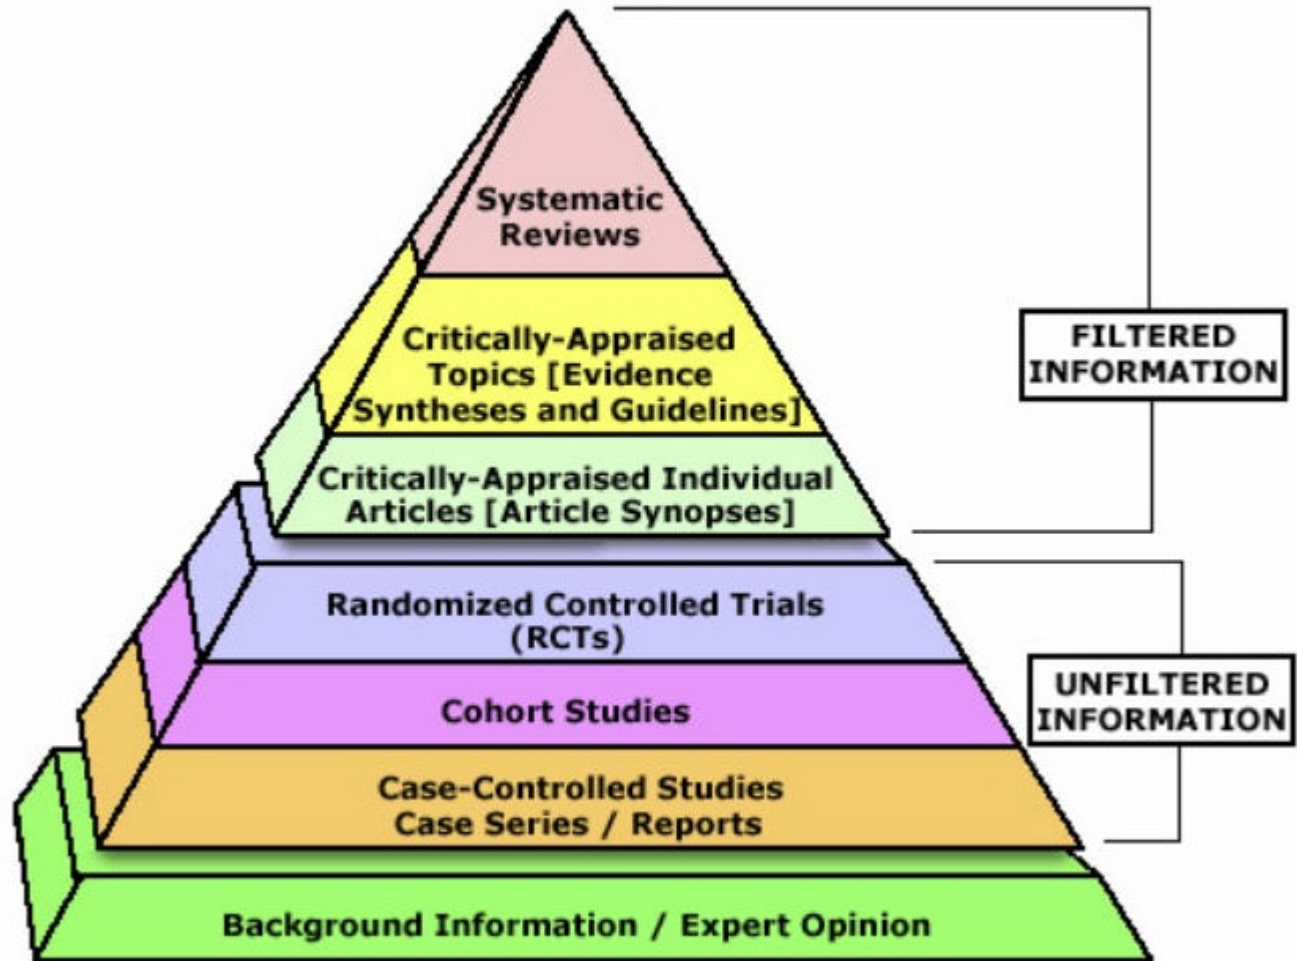 Systematic
Reviews
Critically-Appraised
Topics [Evidence
Syntheses and Guidelines]
FILTERED
INFORMATION
Critically-Appraised Individual
Articles [Article Synopses]
Randomized Controlled Trials
(RCTs)
Cohort Studies
UNFILTERED
INFORMATION
Case-Controlled Studies
Case Series / Reports
Background Information / Expert Opinion